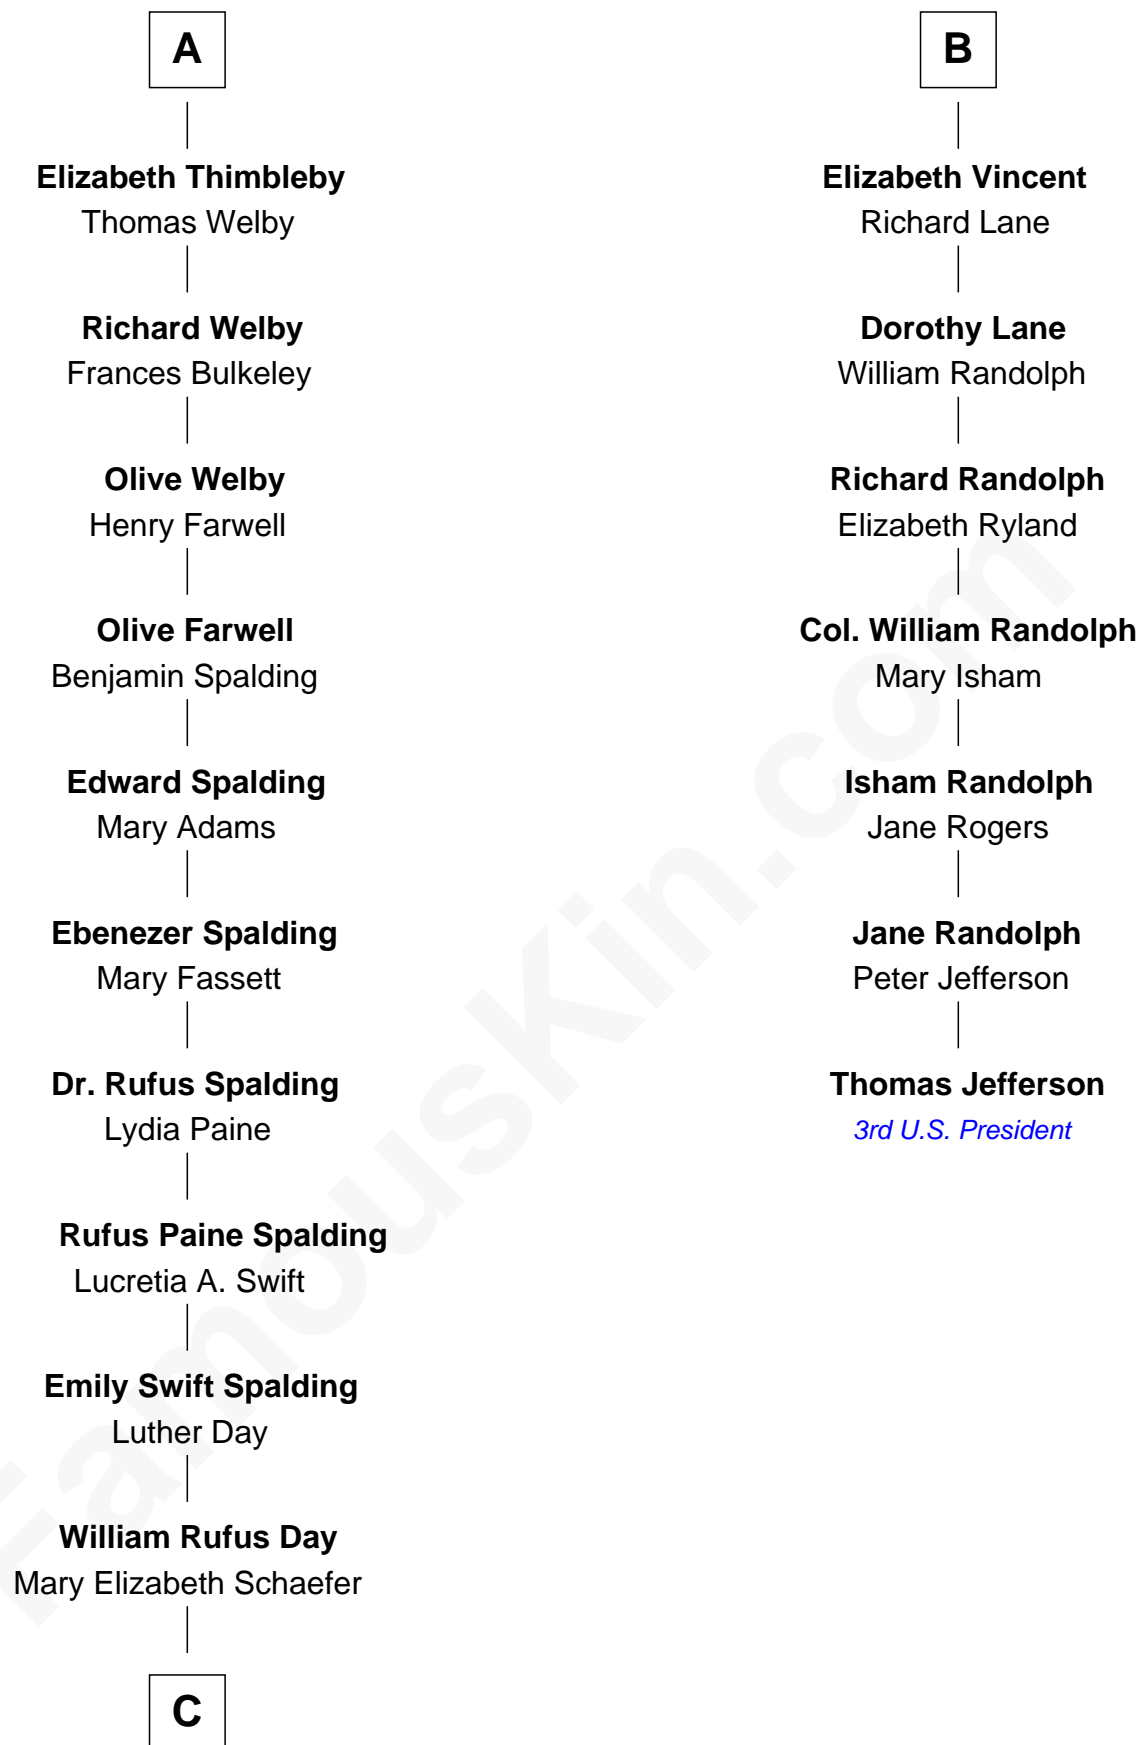 A
Elizabeth Thimbleby
Thomas Welby
Richard Welby
Frances Bulkeley
Olive Welby
Henry Farwell
Olive Farwell
Benjamin Spalding
Edward Spalding
Mary Adams
Ebenezer Spalding
Mary Fassett
Dr. Rufus Spalding
Lydia Paine
Rufus Paine Spalding
Lucretia A. Swift
Emily Swift Spalding
Luther Day
William Rufus Day
Mary Elizabeth Schaefer
C
B
Elizabeth Vincent
Richard Lane
Dorothy Lane
William Randolph
Richard Randolph
Elizabeth Ryland
Col. William Randolph
Mary Isham
Isham Randolph
Jane Rogers
Jane Randolph
Peter Jefferson
Thomas Jefferson
3rd U.S. President
FamousKin.com